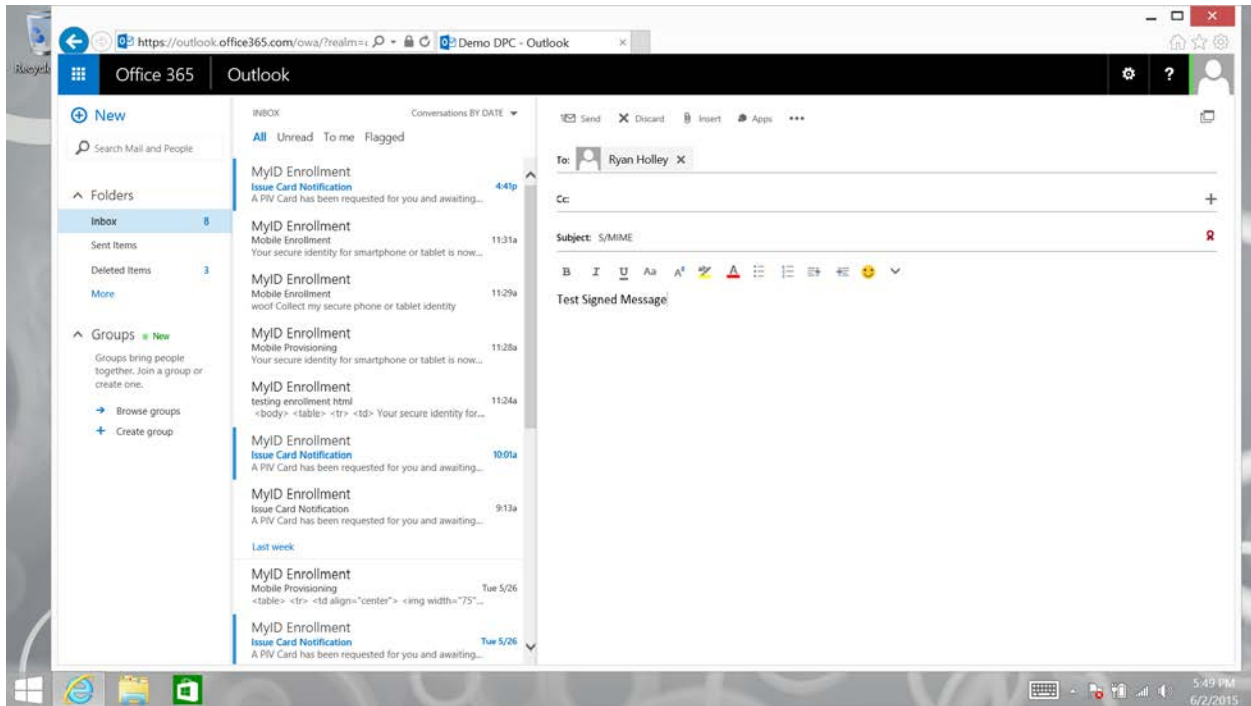 Recycle
https://outlook.office365.com/owa/?realm=
Demo DPC - Outlook
Office 365
Outlook
?
New
Search Mail and People
Folders
Inbox 8
Sent Items
Deleted Items 3
More
Groups New
Groups bring people
together. Join a group or
create one.
Browse groups
Create group
INBOX Conversations BY DATE
All Unread To me Flagged
MyID Enrollment
Issue Card Notification 4:41p
A PIV Card has been requested for you and awaiting...
MyID Enrollment
Mobile Enrollment 11:31a
Your secure identity for smartphone or tablet is now...
MyID Enrollment
Mobile Enrollment 11:29a
woof Collect my secure phone or tablet identity
MyID Enrollment
Mobile Provisioning 11:28a
Your secure identity for smartphone or tablet is now...
MyID Enrollment
testing enrollment html 11:24a
<body> <table> <tr> <td> Your secure identity for...
MyID Enrollment
Issue Card Notification 10:01a
A PIV Card has been requested for you and awaiting...
MyID Enrollment
Issue Card Notification 9:13a
A PIV Card has been requested for you and awaiting...
Last week
MyID Enrollment
Mobile Provisioning Tue 5/26
<table> <tr> <td align="center"> <img width="75"...
MyID Enrollment
Issue Card Notification Tue 5/26
A PIV Card has been requested for you and awaiting...
Send Discard Insert Apps
To: Ryan Holley
Cc:
Subject: S/MIME
B I U Aa A A
Test Signed Message
5:49 PM
6/2/2015